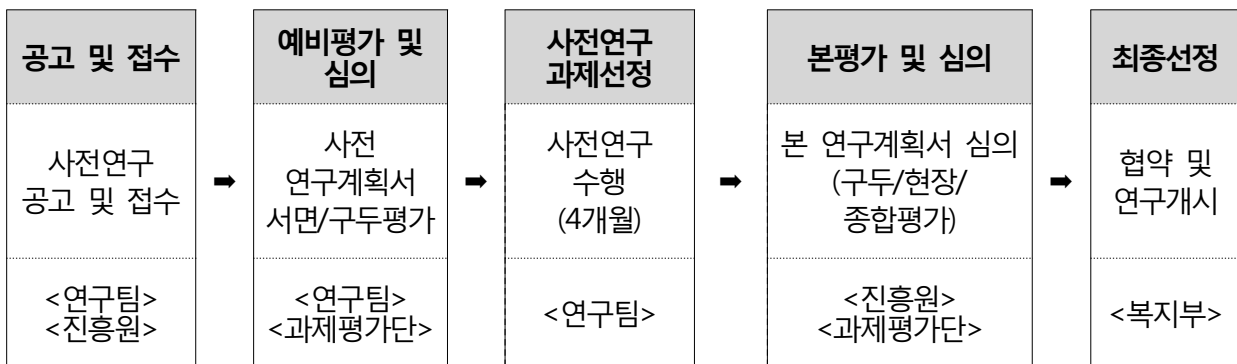 공고 및 접수
사전연구
공고 및 접수
<연구팀>
<진흥원>
➡
예비평가 및
심의
사전
연구계획서
서면/구두평가
<연구팀>
<과제평가단>
➡
사전연구
과제선정
사전연구
수행
(4개월)
<연구팀>
➡
본평가 및 심의
본 연구계획서 심의
(구두/현장/
종합평가)
<진흥원>
<과제평가단>
➡
최종선정
협약 및
연구개시
<복지부>